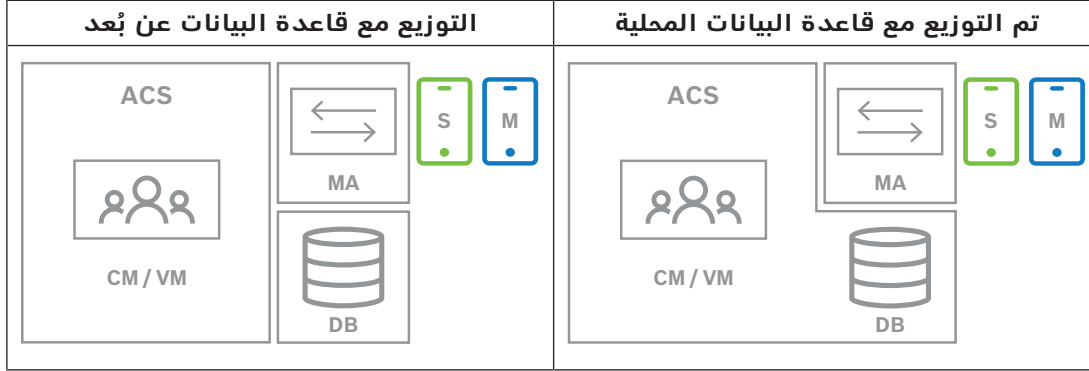 تم التوزيع مع قاعدة البيانات المحلية
التوزيع مع قاعدة البيانات عن بُعد
ACS
MA
S
M
CM / VM
DB
ACS
MA
S
M
CM / VM
DB